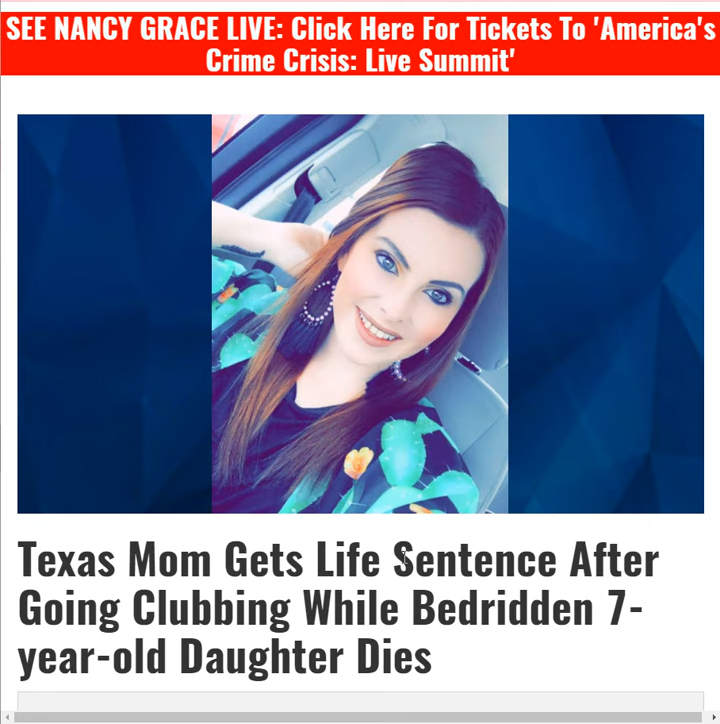 SEE NANCY GRACE LIVE: Click Here For Tickets To 'America's
Crime Crisis: Live Summit'
Texas Mom Gets Life Sentence After
Going Clubbing While Bedridden 7-
year-old Daughter Dies